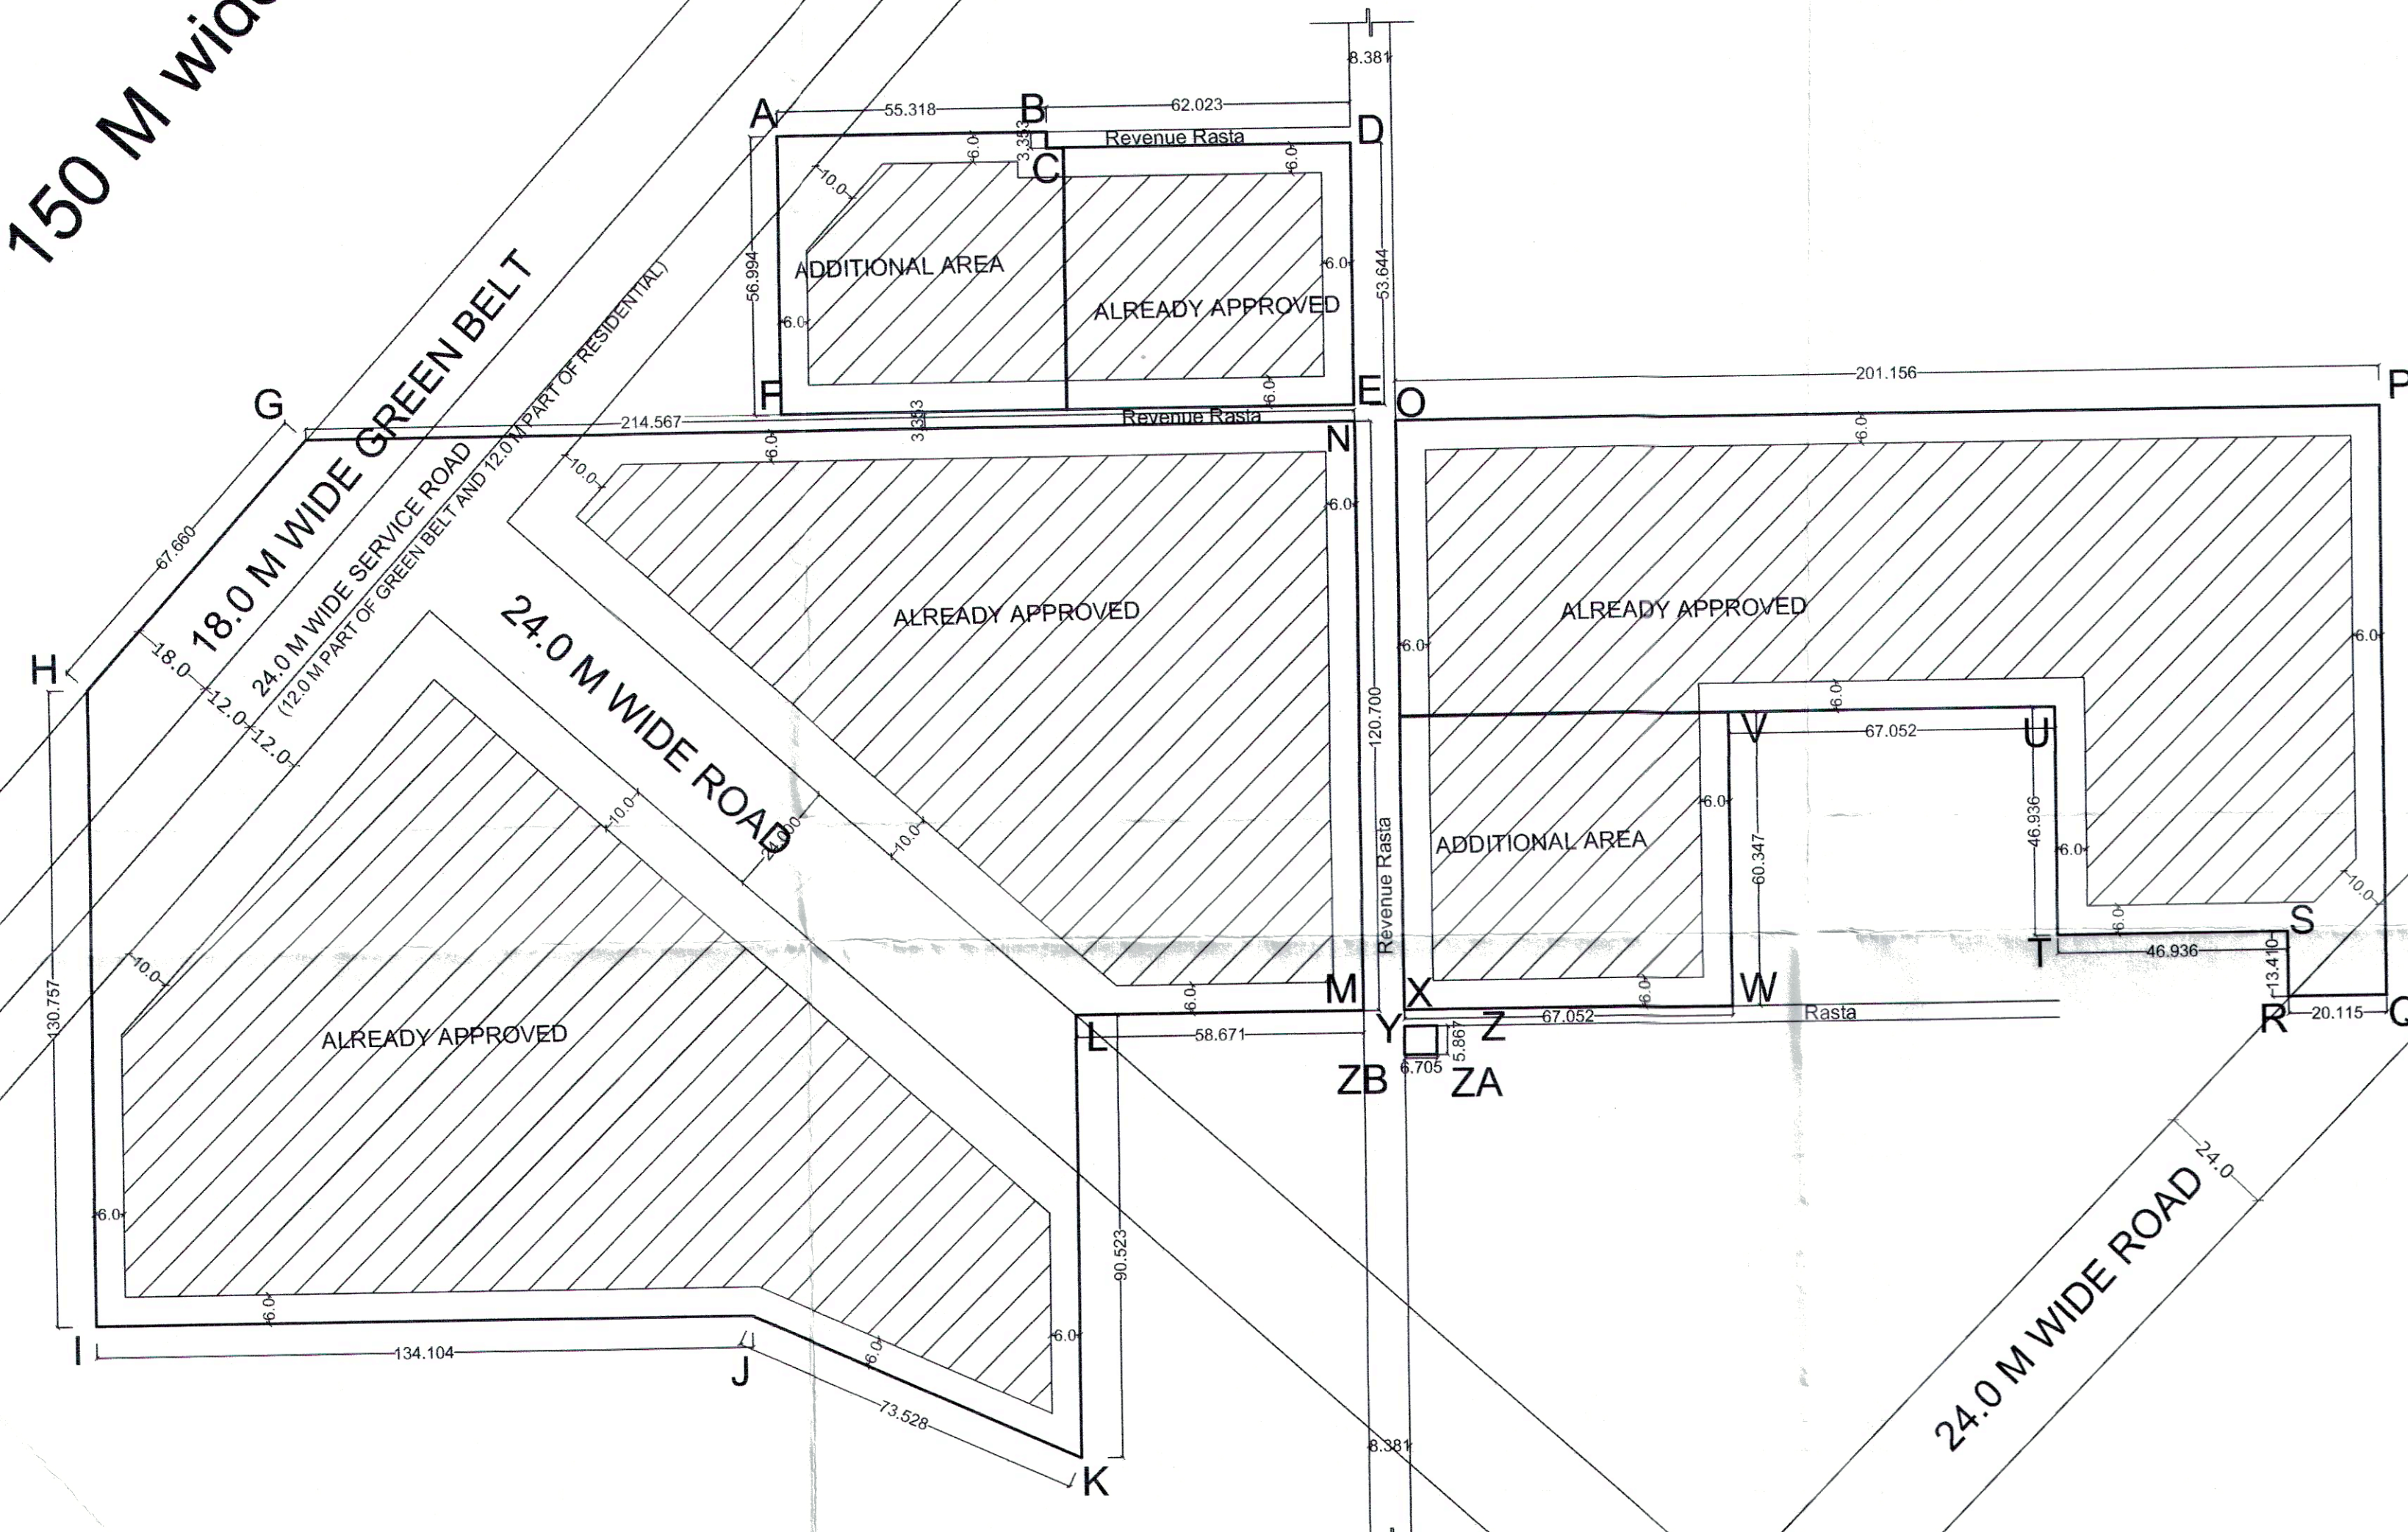 150 M wide
8.381
A
55.318
B
62.023
D
Revenue Rasta
3.353
C
6.0
6.0
10.0
56.994
ADDITIONAL AREA
ALREADY APPROVED
6.0
6.0
53.644
F
6.0
E
Revenue Rasta
G
214.567
3.353
6.0
N
O
201.156
P
6.0
18.0 M WIDE GREEN BELT
24.0 M WIDE SERVICE ROAD
(12.0 M PART OF GREEN BELT AND 12.0 M PART OF RESIDENTIAL)
67.660
10.0
6.0
H
18.0
12.0
12.0
24.0 M WIDE ROAD
ALREADY APPROVED
ALREADY APPROVED
6.0
6.0
10.0
24.000
10.0
120.700
Revenue Rasta
6.0
V
67.052
U
6.0
ADDITIONAL AREA
60.347
46.936
6.0
10.0
6.0
S
T
46.936
13.410
130.757
10.0
ALREADY APPROVED
M
6.0
L
58.671
X
6.0
W
67.052
Rasta
Y
Z
5.867
6.705
ZB
ZA
R
20.115
Q
6.0
6.0
I
134.104
J
6.0
73.528
6.0
90.523
K
8.381
24.0
24.0 M WIDE ROAD